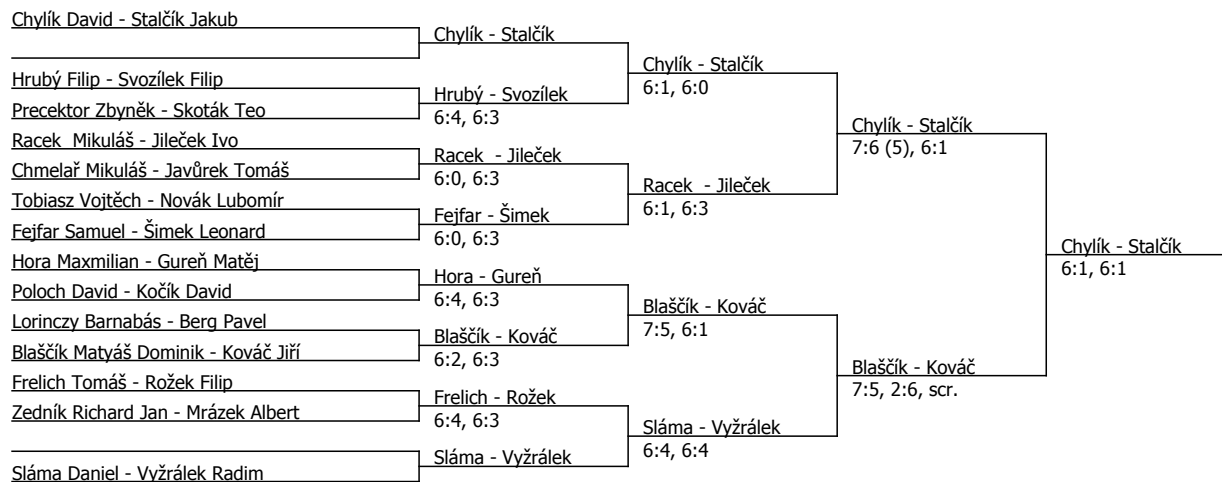 Chylík David - Stalčík Jakub
Hrubý Filip - Svozílek Filip
Precektor Zbyněk - Skoták Teo
Racek  Mikuláš - Jileček Ivo
Chmelař Mikuláš - Javůrek Tomáš
Tobiasz Vojtěch - Novák Lubomír
Fejfar Samuel - Šimek Leonard
Hora Maxmilian - Gureň Matěj
Poloch David - Kočík David
Lorinczy Barnabás - Berg Pavel
Blaščík Matyáš Dominik - Kováč Jiří
Frelich Tomáš - Rožek Filip
Zedník Richard Jan - Mrázek Albert
Sláma Daniel - Vyžrálek Radim
Chylík - Stalčík
Hrubý - Svozílek
6:4, 6:3
Racek  - Jileček
6:0, 6:3
Fejfar - Šimek
6:0, 6:3
Hora - Gureň
6:4, 6:3
Blaščík - Kováč
6:2, 6:3
Frelich - Rožek
6:4, 6:3
Sláma - Vyžrálek
Chylík - Stalčík
6:1, 6:0
Racek  - Jileček
6:1, 6:3
Blaščík - Kováč
7:5, 6:1
Sláma - Vyžrálek
6:4, 6:4
Chylík - Stalčík
7:6 (5), 6:1
Blaščík - Kováč
7:5, 2:6, scr.
Chylík - Stalčík
6:1, 6:1